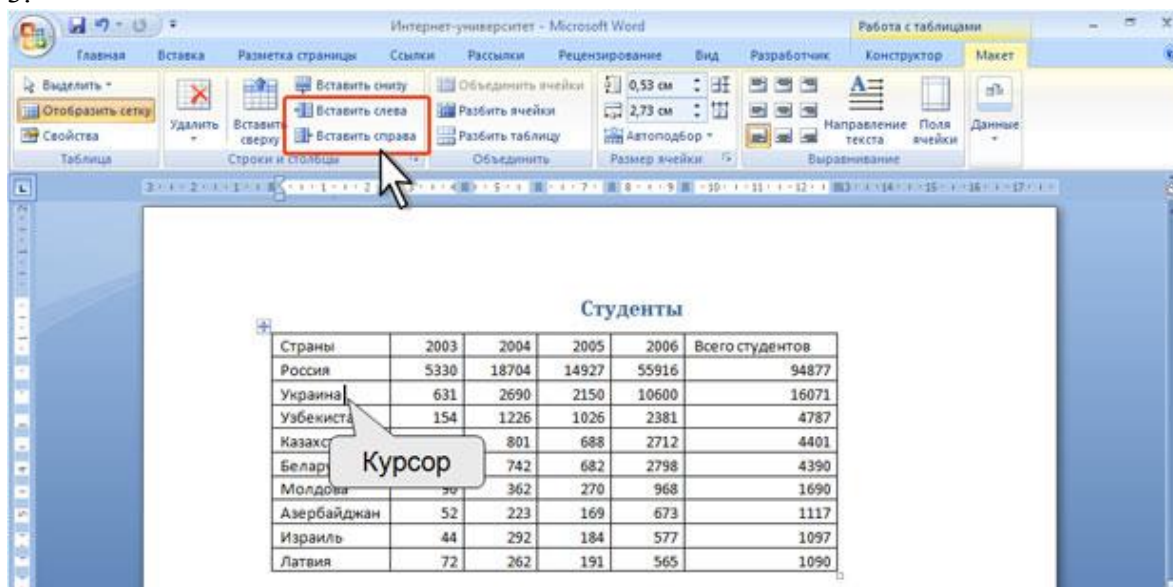 Интернет-университет - Microsoft Word
Работа с таблицами
Главная Вставка Разметка страницы Ссылки Рассылки Рецензирование Вид Разработчик Конструктор Макет
Выделить
Отобразить сетку
Свойства
Таблица
Удалить
Вставить сверху
Вставить снизу
Вставить слева
Вставить справа
Строки и столбцы
Объединить ячейки
Разбить ячейки
Разбить таблицу
Объединить
0,53 см
2,73 см
Автоподбор
Размер ячейки
Направление текста
Поля ячейки
Выравнивание
Данные
Студенты
Страны 2003 2004 2005 2006 Всего студентов
Россия 5330 18704 14927 55916 94877
Украина 631 2690 2150 10600 16071
Узбекиста 154 1226 1026 2381 4787
Казахс 801 688 2712 4401
Белару 742 682 2798 4390
Молдова 90 362 270 968 1690
Азербайджан 52 223 169 673 1117
Израиль 44 292 184 577 1097
Латвия 72 262 191 565 1090
Курсор